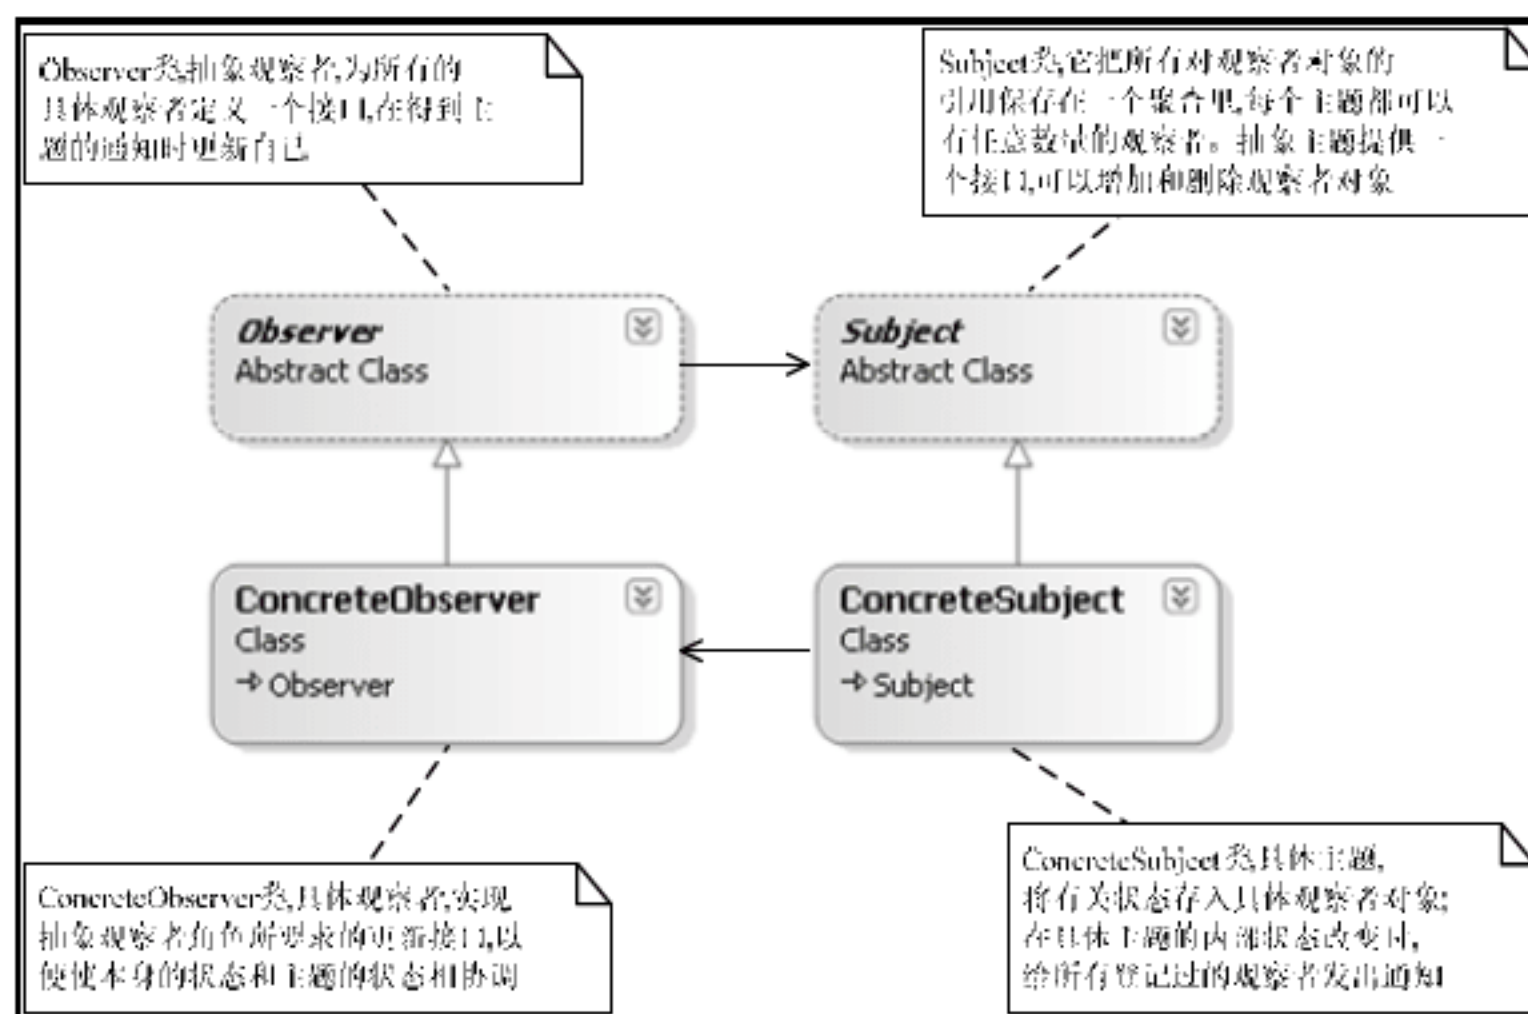 Observer类,抽象观察者,为所有的
具体观察者定义一个接口,在得到主
题的通知时更新自己
Subject类,它把所有对观察者对象的
引用保存在一个聚合里,每个主题都可以
有任意数量的观察者。抽象主题提供一
个接口,可以增加和删除观察者对象
Observer
Abstract Class
Subject
Abstract Class
ConcreteObserver
Class
Observer
ConcreteSubject
Class
Subject
ConcreteObserver类,具体观察者,实现
抽象观察者角色所要求的更新接口,以
便使本身的状态和主题的状态相协调
ConcreteSubject类,具体主题,
将有关状态存入具体观察者对象;
在具体主题的内部状态改变时,
给所有登记过的观察者发出通知